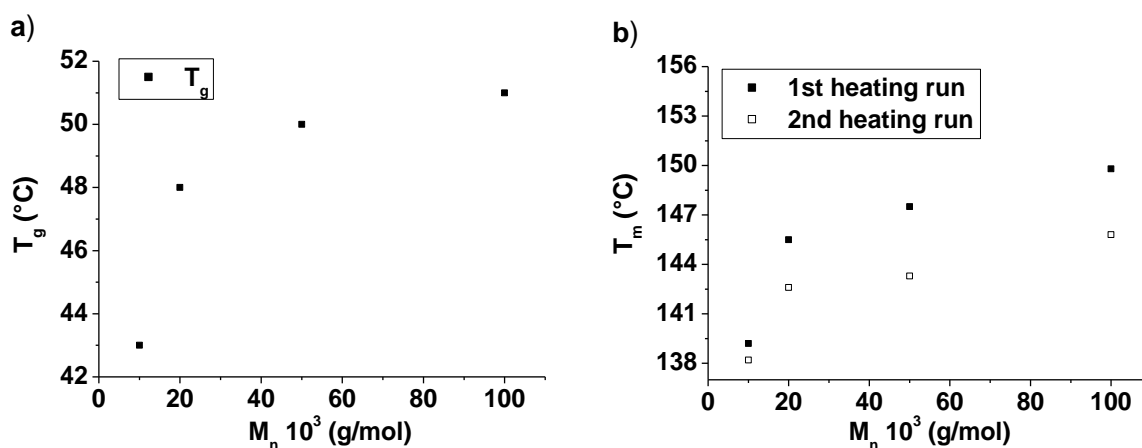 a)
52
50
48
46
44
42
T_g (°C)
T_g
0 20 40 60 80 100
M_n 10^3 (g/mol)
b)
156
153
150
147
144
141
138
T_m (°C)
1st heating run
2nd heating run
0 20 40 60 80 100
M_n 10^3 (g/mol)